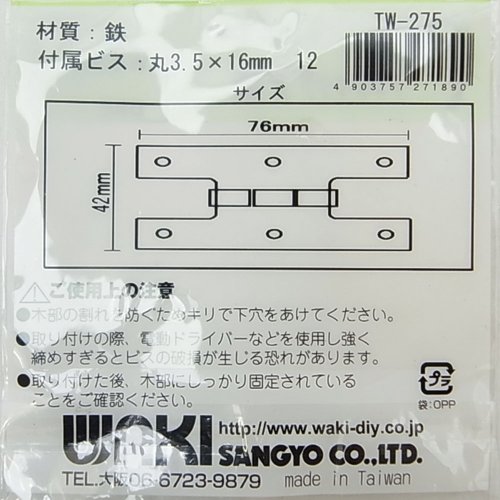 材質：鉄
TW-275
付属ビス：丸3.5×16mm 12
4 903757 271890
サイズ
76mm
42mm
⚠ご使用上の注意
●木部の割れを防ぐためキリで下穴をあけてください。
●取り付けの際、電動ドライバーなどを使用し強く
締めすぎるとビスの破損が生じる恐れがあります。
●取り付けた後、木部にしっかり固定されている
ことをご確認ください。
プラ
袋:OPP
WAKI
http://www.waki-diy.co.jp
SANGYO CO.,LTD.
TEL.大阪06-6723-9879
made in Taiwan